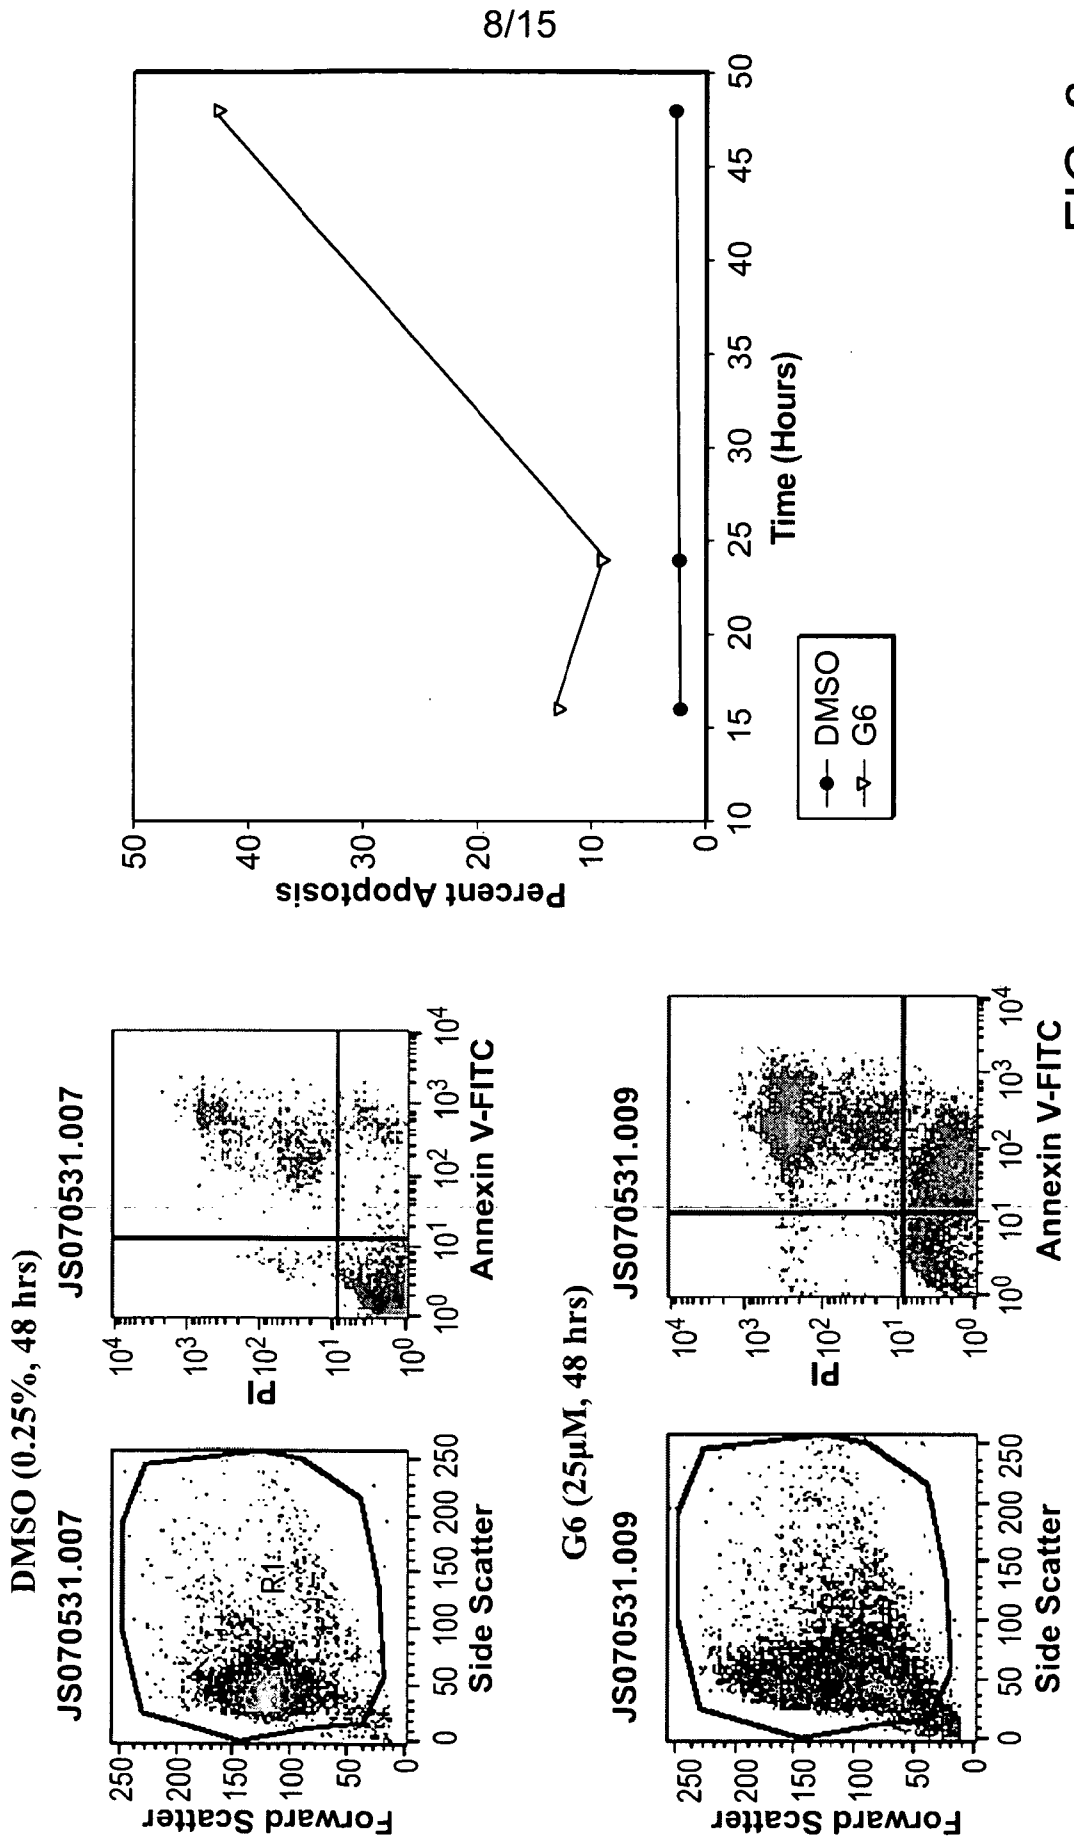 8/15
DMSO (0.25%, 48 hrs)
JS070531.007
Forward Scatter
250
200
150
100
50
0
R1
0 50 100 150 200 250
Side Scatter
JS070531.007
PI
10^4
10^3
10^2
10^1
10^0
10^0 10^1 10^2 10^3 10^4
Annexin V-FITC
G6 (25µM, 48 hrs)
JS070531.009
Forward Scatter
250
200
150
100
50
0
0 50 100 150 200 250
Side Scatter
JS070531.009
PI
10^4
10^3
10^2
10^1
10^0
10^0 10^1 10^2 10^3 10^4
Annexin V-FITC
Percent Apoptosis
50
40
30
20
10
0
10 15 20 25 30 35 40 45 50
Time (Hours)
DMSO
G6
FIG.